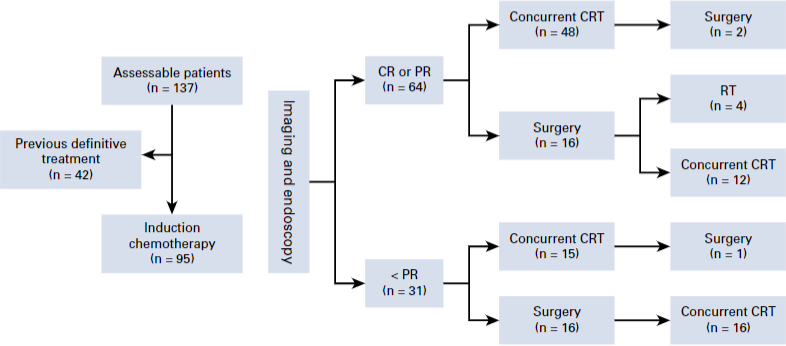 Assessable patients
(n = 137)
Previous definitive
treatment
(n = 42)
Induction
chemotherapy
(n = 95)
Imaging and endoscopy
CR or PR
(n = 64)
Concurrent CRT
(n = 48)
Surgery
(n = 2)
Surgery
(n = 16)
RT
(n = 4)
Concurrent CRT
(n = 12)
< PR
(n = 31)
Concurrent CRT
(n = 15)
Surgery
(n = 1)
Surgery
(n = 16)
Concurrent CRT
(n = 16)